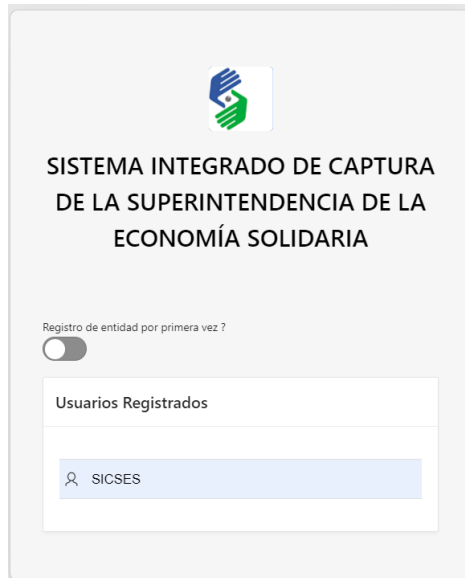 SISTEMA INTEGRADO DE CAPTURA
DE LA SUPERINTENDENCIA DE LA
ECONOMÍA SOLIDARIA
Registro de entidad por primera vez ?
Usuarios Registrados
SICSES